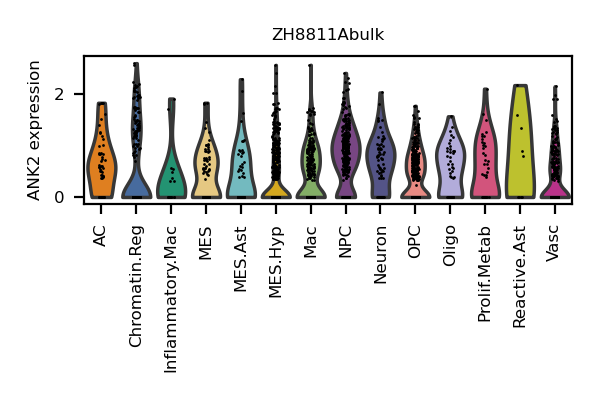 ZH8811Abulk
ANK2 expression
2
0
AC
Chromatin.Reg
Inflammatory.Mac
MES
MES.Ast
MES.Hyp
Mac
NPC
Neuron
OPC
Oligo
Prolif.Metab
Reactive.Ast
Vasc